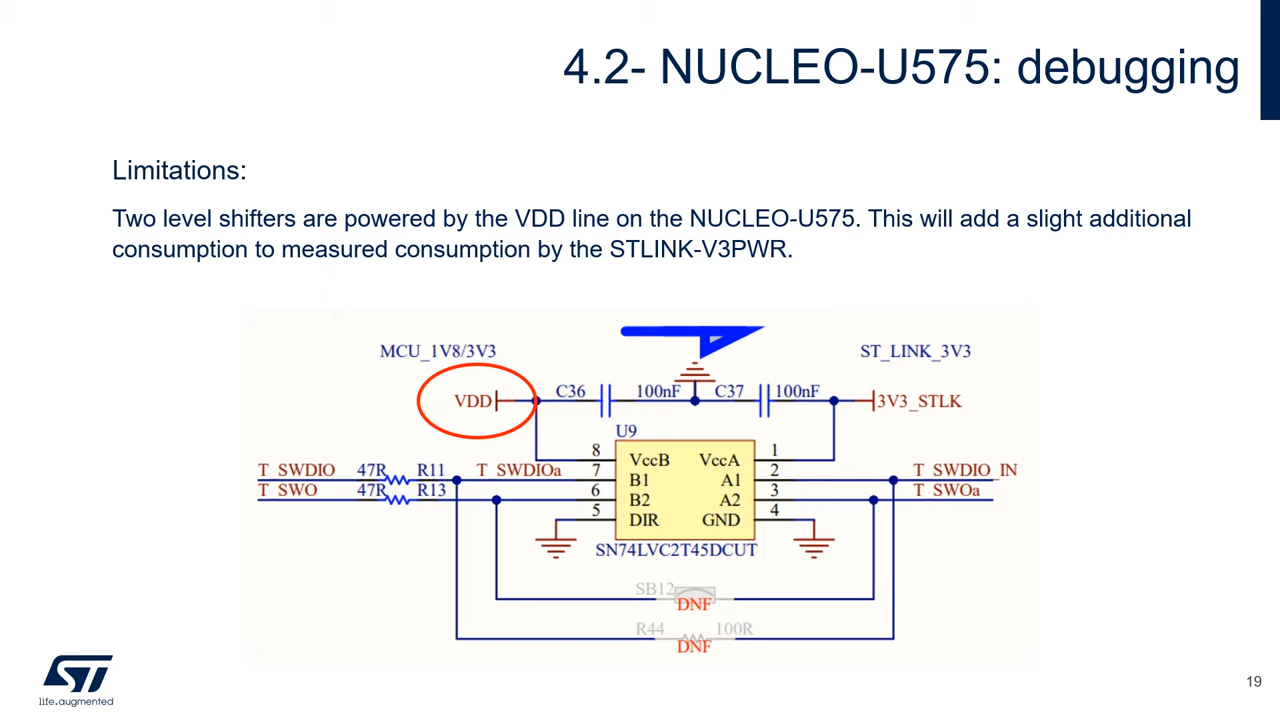 4.2- NUCLEO-U575: debugging
Limitations:
Two level shifters are powered by the VDD line on the NUCLEO-U575. This will add a slight additional
consumption to measured consumption by the STLINK-V3PWR.
MCU_1V8/3V3
ST_LINK_3V3
VDD
C36
100nF
C37
100nF
3V3_STLK
U9
8
VccB
VccA
1
T_SWDIO
47R
R11
T_SWDIOa
7
B1
A1
2
T_SWDIO_IN
T_SWO
47R
R13
6
B2
A2
3
T_SWOa
5
DIR
GND
4
SN74LVC2T45DCUT
SB12
DNF
R44
100R
DNF
ST
life.augmented
19